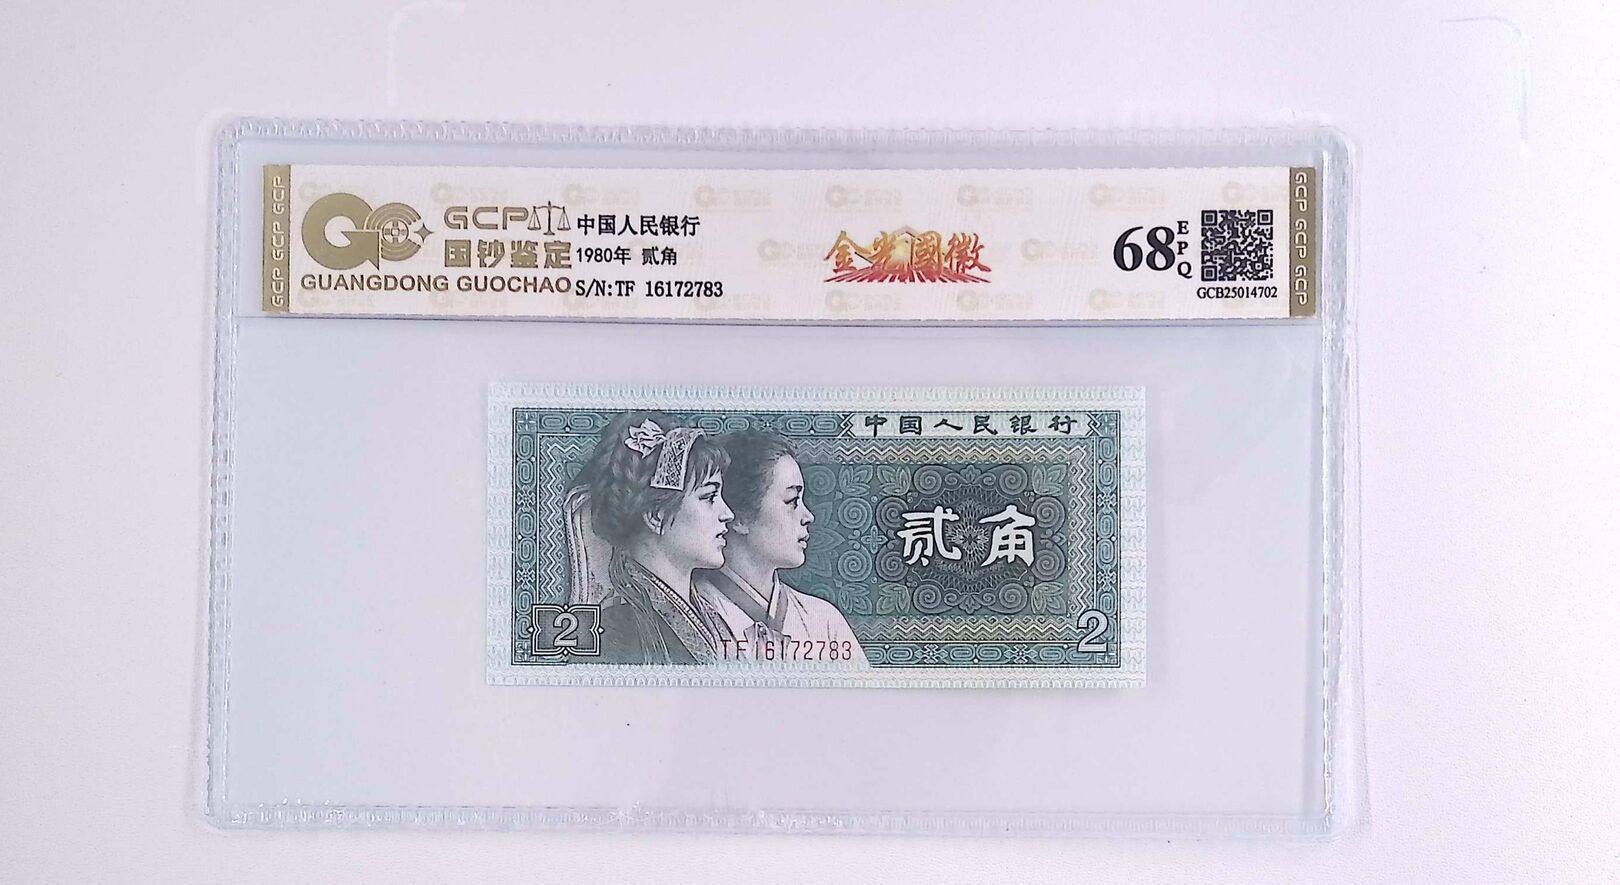 GCP GCP GCP
GCP
国钞鉴定
GUANGDONG GUOCHAO
中国人民银行
1980年 贰角
S/N:TF 16172783
金光國徽
68 EPQ
GCB25014702
GCP GCP GCP
中国人民银行
贰角
2
TF16172783
2